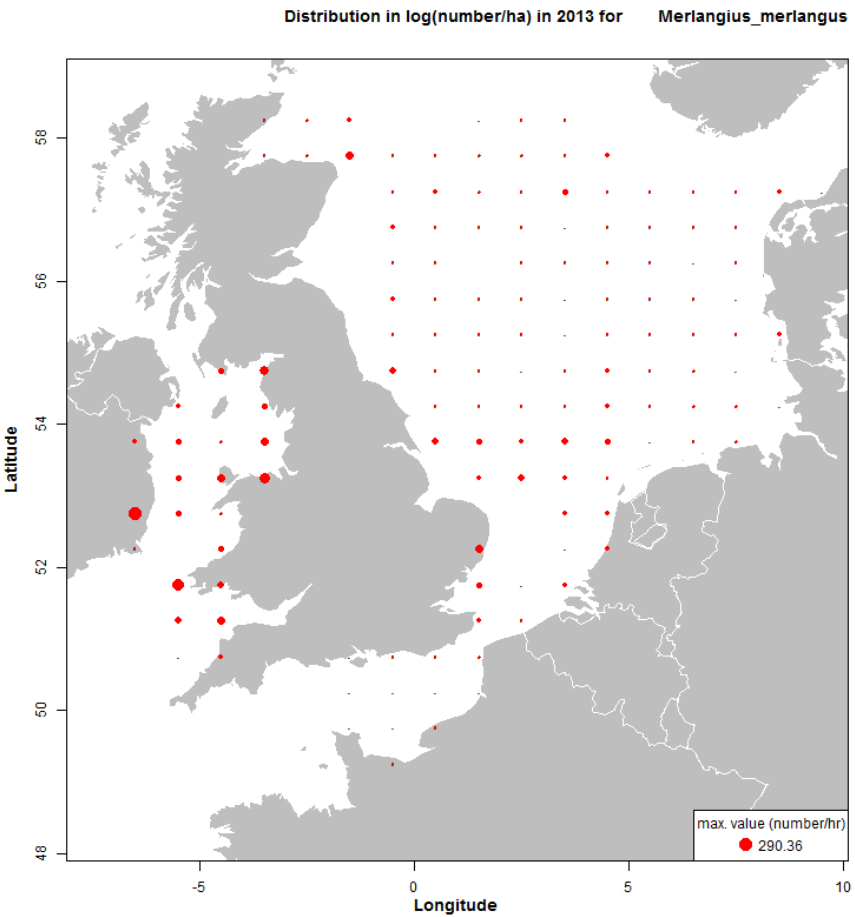 Distribution in log(number/ha) in 2013 for Merlangius_merlangus
58
56
54
52
50
48
Latitude
-5 0 5 10
Longitude
max. value (number/hr)
290.36